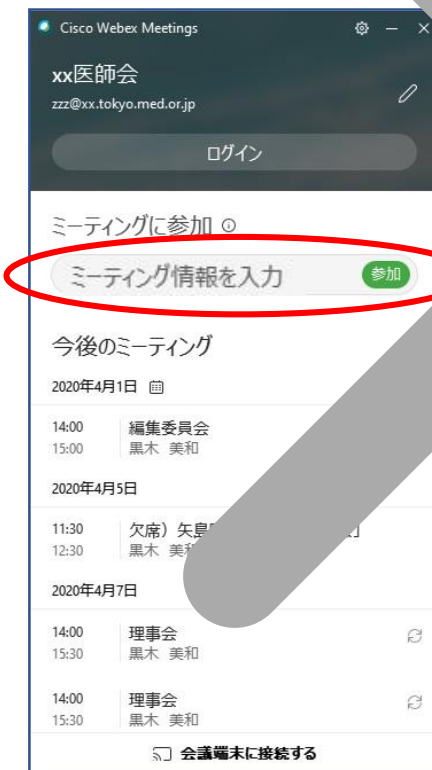 Cisco Webex Meetings
xx医師会
zzz@xx.tokyo.med.or.jp
ログイン
ミーティングに参加
ミーティング情報を入力 参加
今後のミーティング
2020年4月1日
14:00 編集委員会
15:00 黒木 美和
2020年4月5日
11:30 欠席）矢島
12:30 黒木 美和
2020年4月7日
14:00 理事会
15:30 黒木 美和
14:00 理事会
15:30 黒木 美和
会議端末に接続する